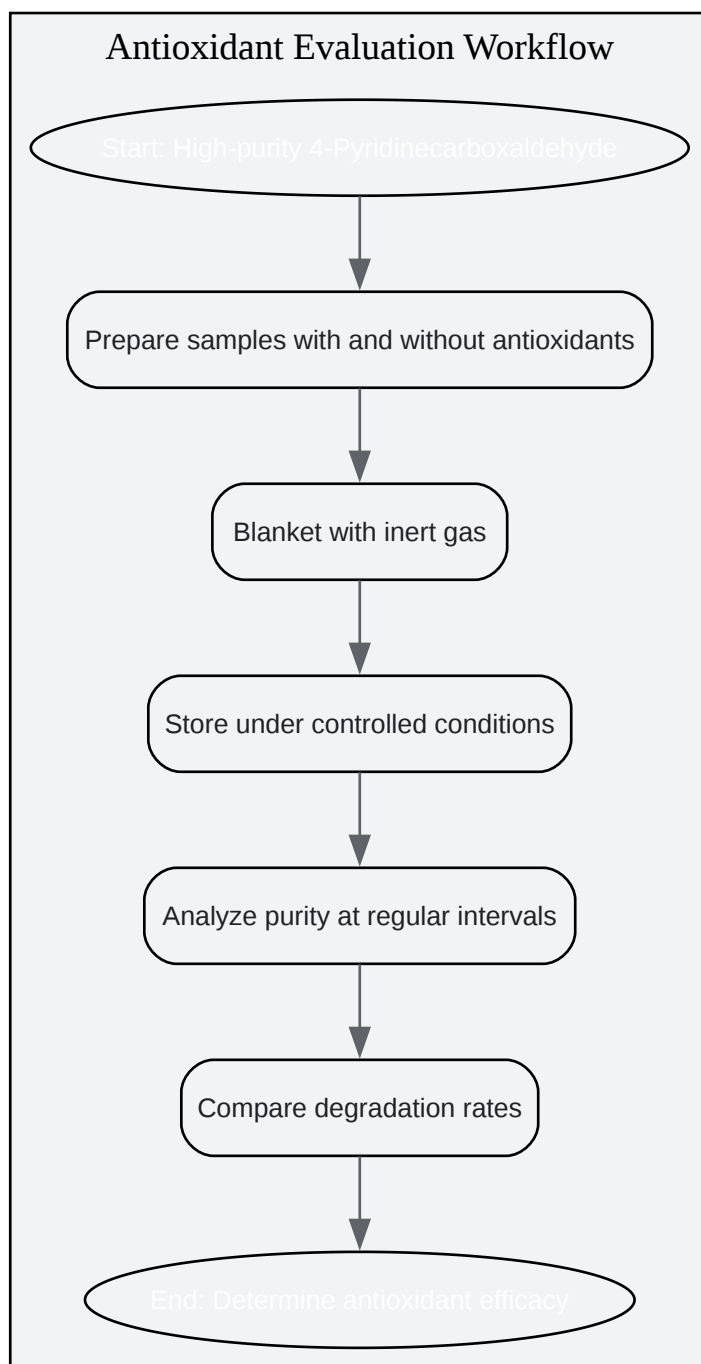 Antioxidant Evaluation Workflow
Start: High-purity 4-Pyridinecarboxaldehyde
Prepare samples with and without antioxidants
Blanket with inert gas
Store under controlled conditions
Analyze purity at regular intervals
Compare degradation rates
End: Determine antioxidant efficacy